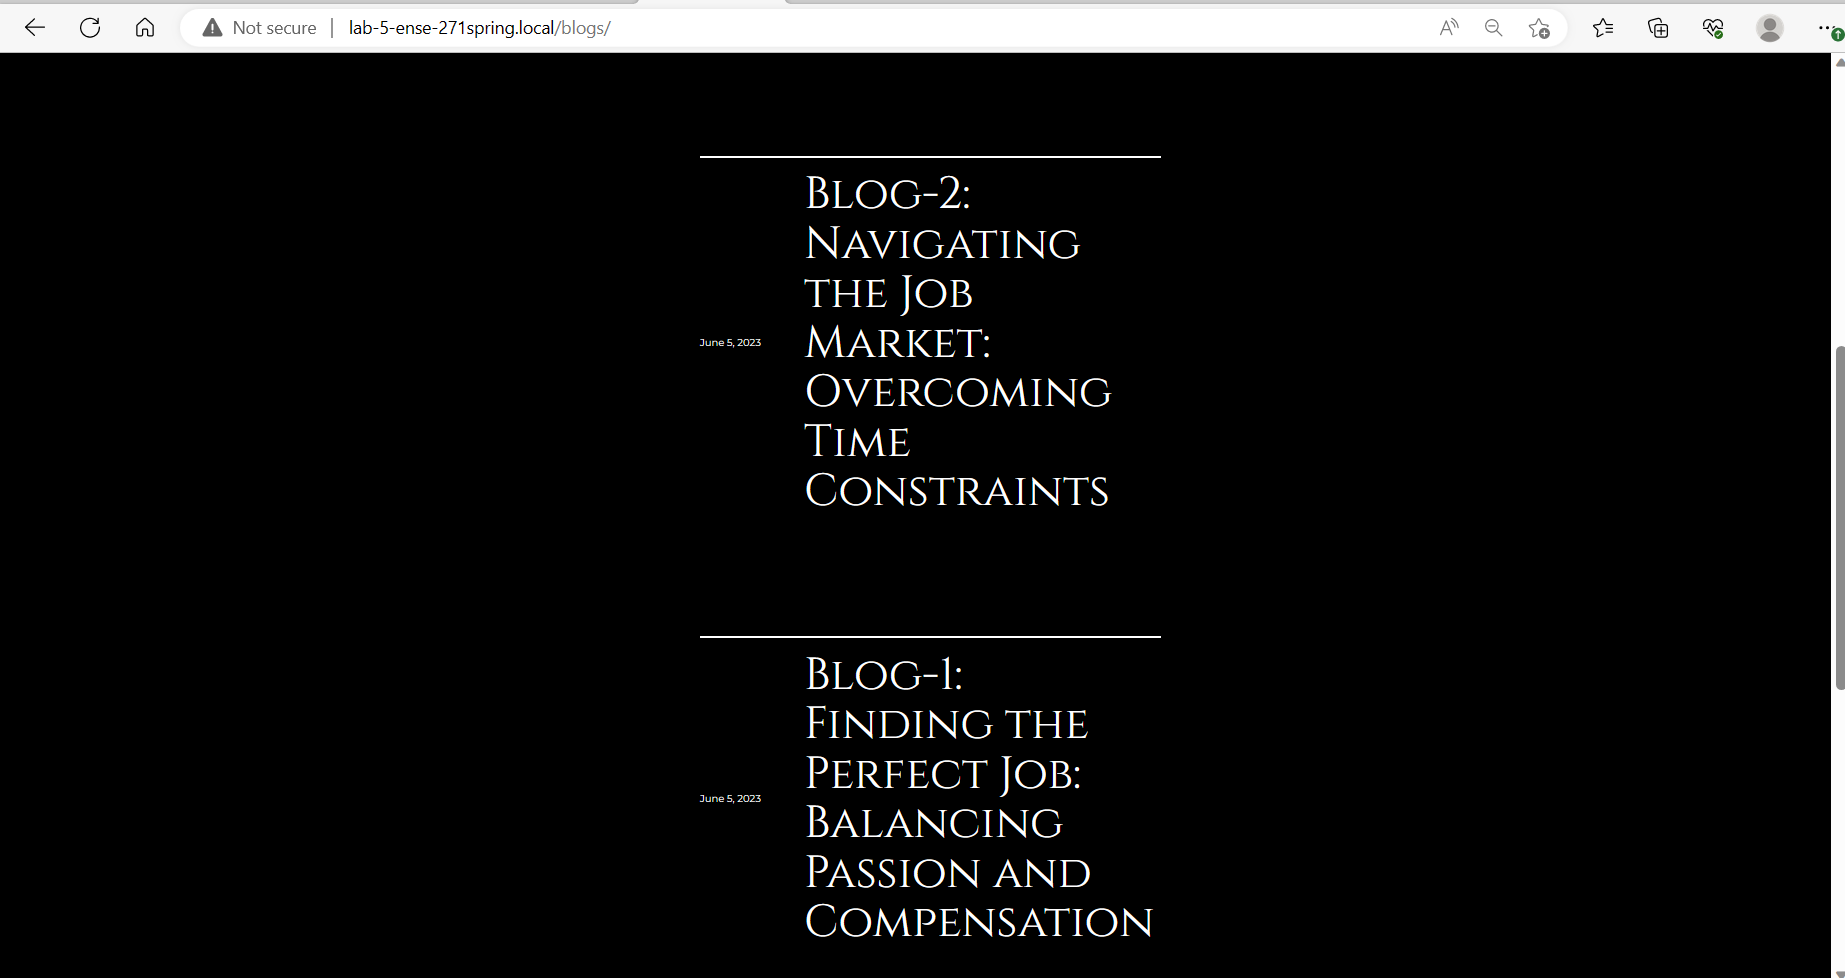 Not secure | lab-5-ense-271spring.local/blogs/
Blog-2:
Navigating
the Job
Market:
Overcoming
Time
Constraints
June 5, 2023
Blog-1:
Finding the
Perfect Job:
Balancing
Passion and
Compensation
June 5, 2023